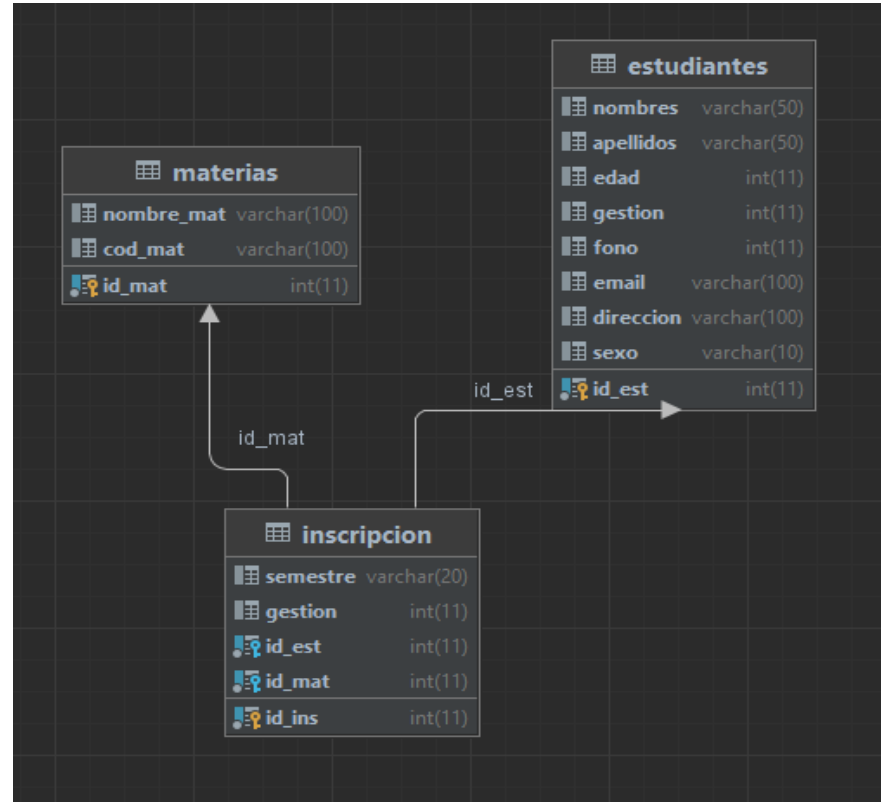 estudiantes
nombres varchar(50)
apellidos varchar(50)
edad int(11)
gestion int(11)
fono int(11)
email varchar(100)
direccion varchar(100)
sexo varchar(10)
id_est int(11)
materias
nombre_mat varchar(100)
cod_mat varchar(100)
id_mat int(11)
id_est
id_mat
inscripcion
semestre varchar(20)
gestion int(11)
id_est int(11)
id_mat int(11)
id_ins int(11)